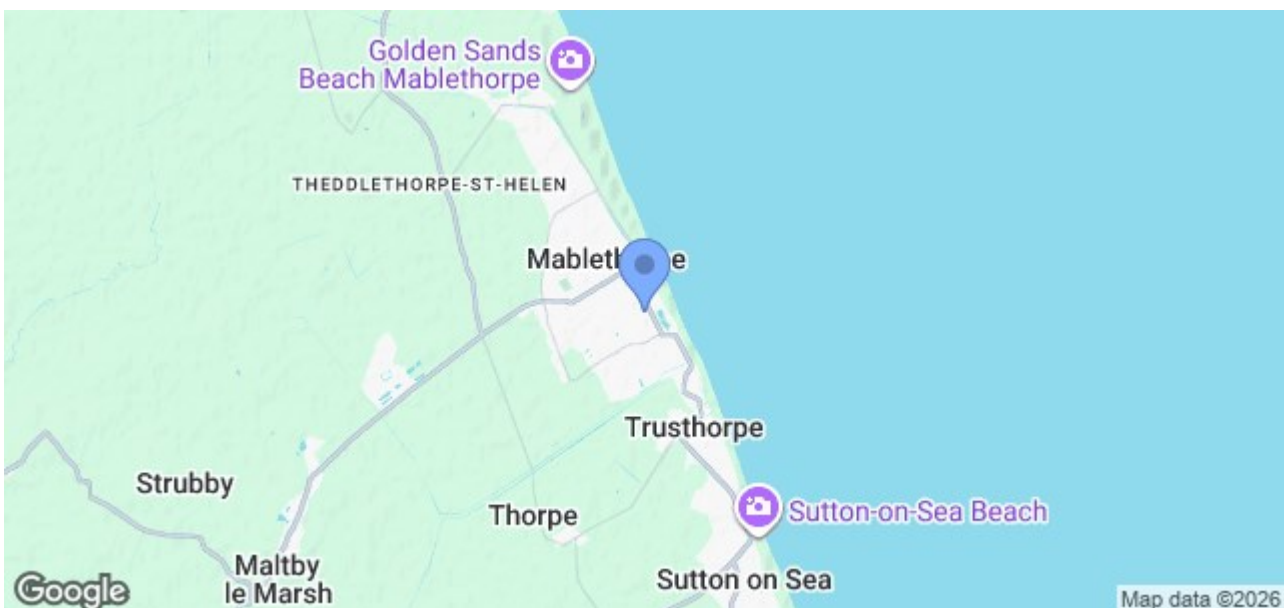 Golden Sands
Beach Mablethorpe
THEDDLETHORPE-ST-HELEN
Mableth
e
Trusthorpe
Strubby
Thorpe
Sutton-on-Sea Beach
Maltby
le Marsh
Sutton on Sea
Google
Map data ©2026